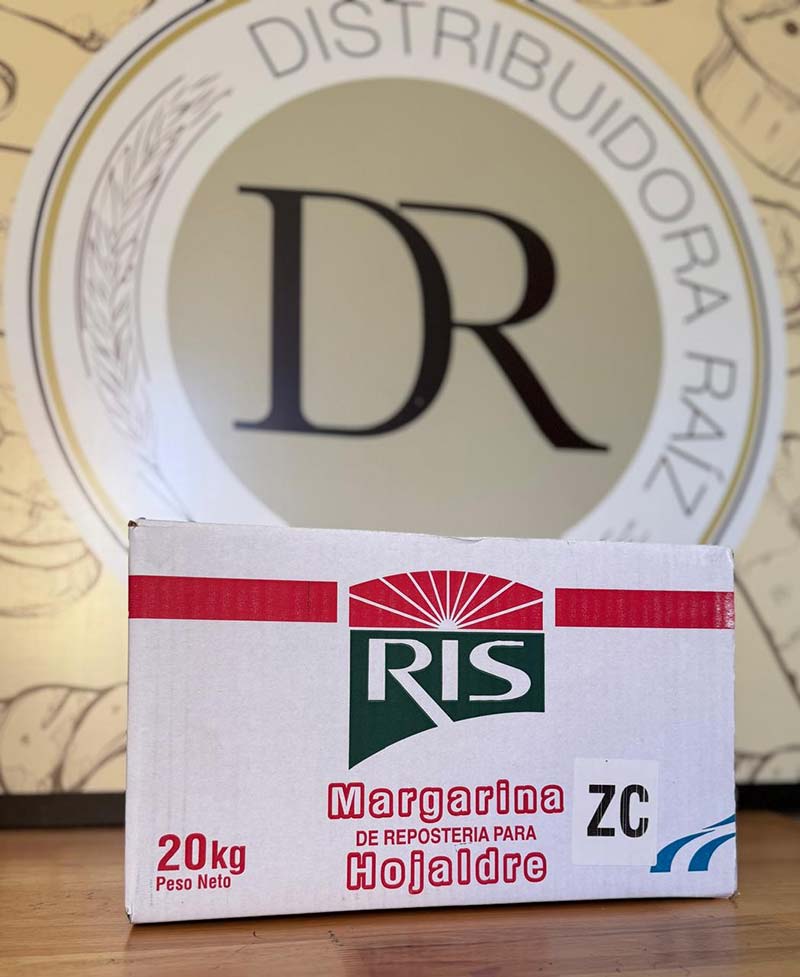 DISTRIBUIDORA RAÍZ
DR
RIS
Margarina
DE REPOSTERIA PARA
Hojaldre
ZC
20kg
Peso Neto